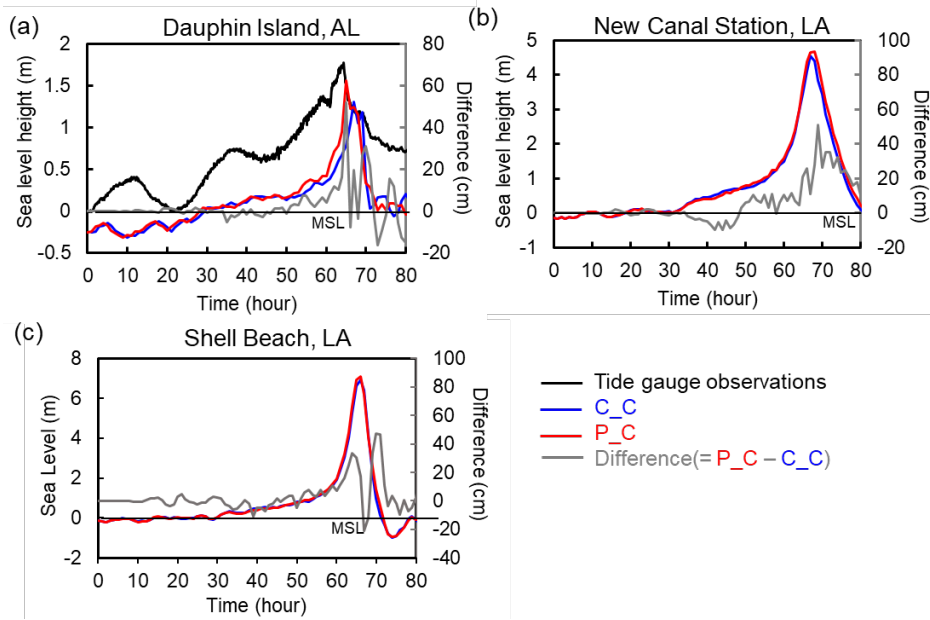 (a)
Dauphin Island, AL
Sea level height (m)
2
1.5
1
0.5
0
-0.5
80
60
40
20
0
-20
Difference (cm)
MSL
0 10 20 30 40 50 60 70 80
Time (hour)
(b)
New Canal Station, LA
Sea level height (m)
5
4
3
2
1
0
-1
100
80
60
40
20
0
-20
Difference (cm)
MSL
0 10 20 30 40 50 60 70 80
Time (hour)
(c)
Shell Beach, LA
Sea Level (m)
8
6
4
2
0
-2
100
80
60
40
20
0
-20
-40
Difference (cm)
MSL
0 10 20 30 40 50 60 70 80
Time (hour)
Tide gauge observations
C_C
P_C
Difference(= P_C – C_C)